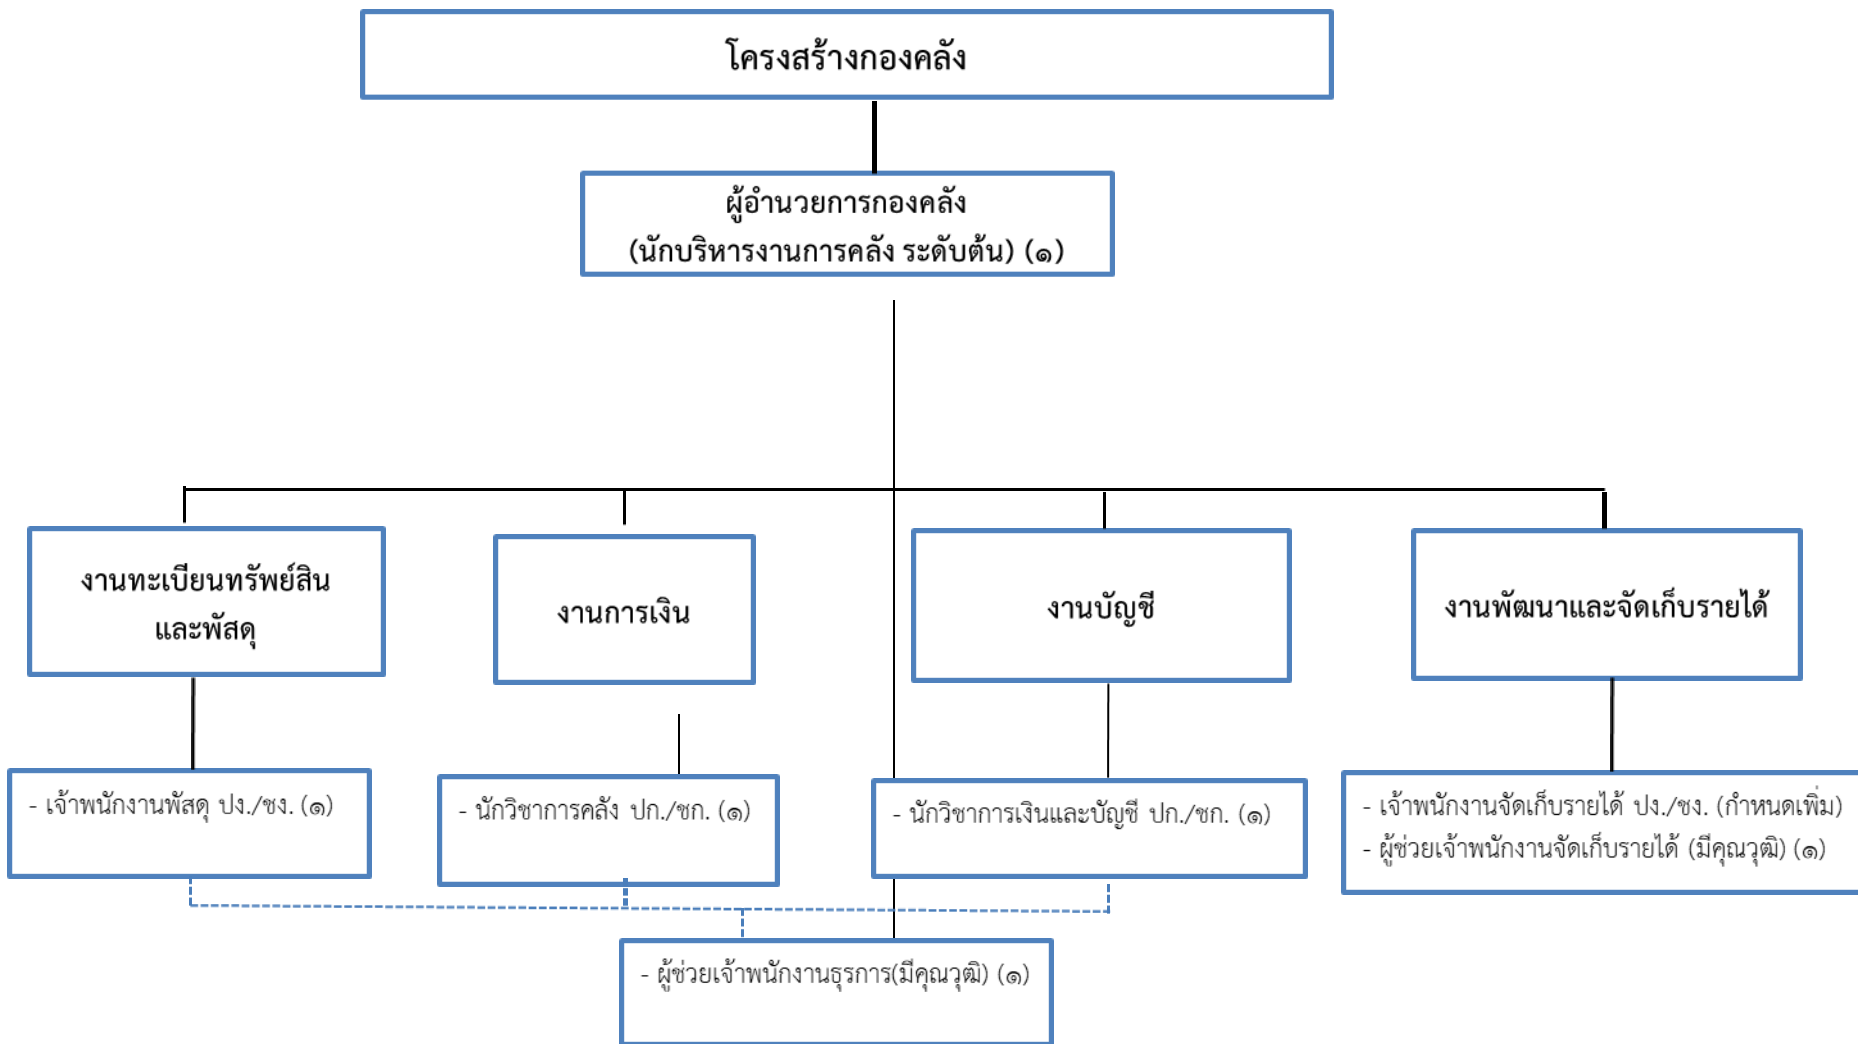 โครงสร้างกองคลัง
ผู้อำนวยการกองคลัง
(นักบริหารงานการคลัง ระดับต้น) (๑)
งานทะเบียนทรัพย์สิน
และพัสดุ
งานการเงิน
งานบัญชี
งานพัฒนาและจัดเก็บรายได้
- เจ้าพนักงานพัสดุ ปง./ชง. (๑)
- นักวิชาการคลัง ปก./ชก. (๑)
- นักวิชาการเงินและบัญชี ปก./ชก. (๑)
- เจ้าพนักงานจัดเก็บรายได้ ปง./ชง. (กำหนดเพิ่ม)
- ผู้ช่วยเจ้าพนักงานจัดเก็บรายได้ (มีคุณวุฒิ) (๑)
- ผู้ช่วยเจ้าพนักงานธุรการ(มีคุณวุฒิ) (๑)